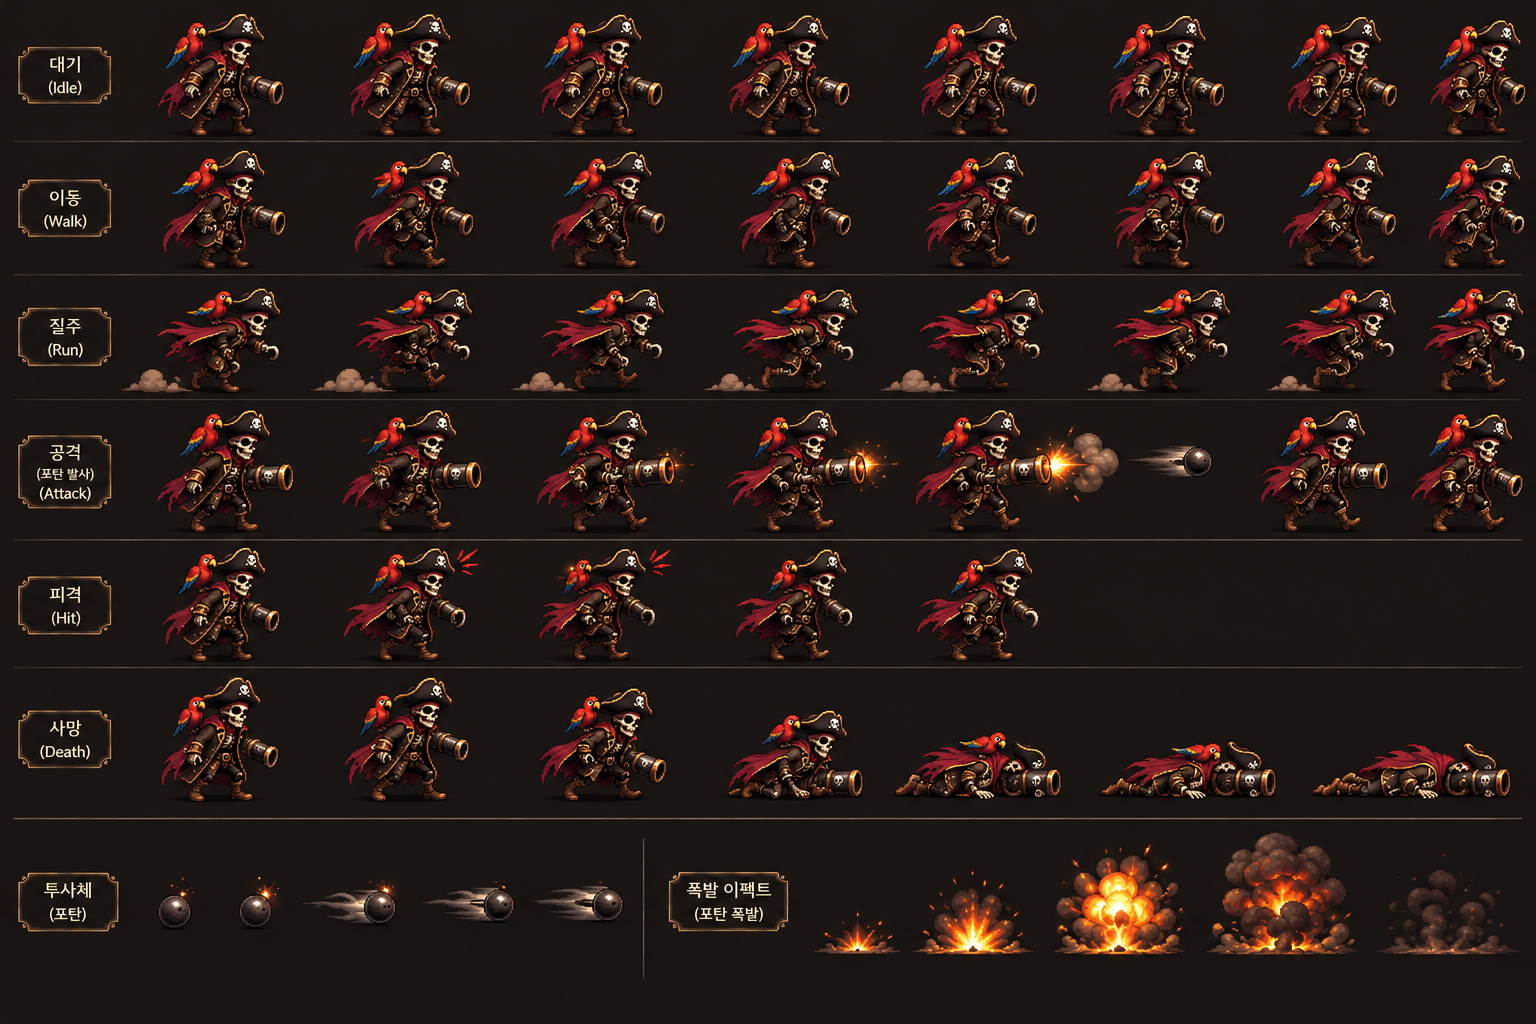 대기
(Idle)
이동
(Walk)
질주
(Run)
공격
(포탄 발사)
(Attack)
피격
(Hit)
사망
(Death)
투사체
(포탄)
폭발 이팩트
(포탄 폭발)